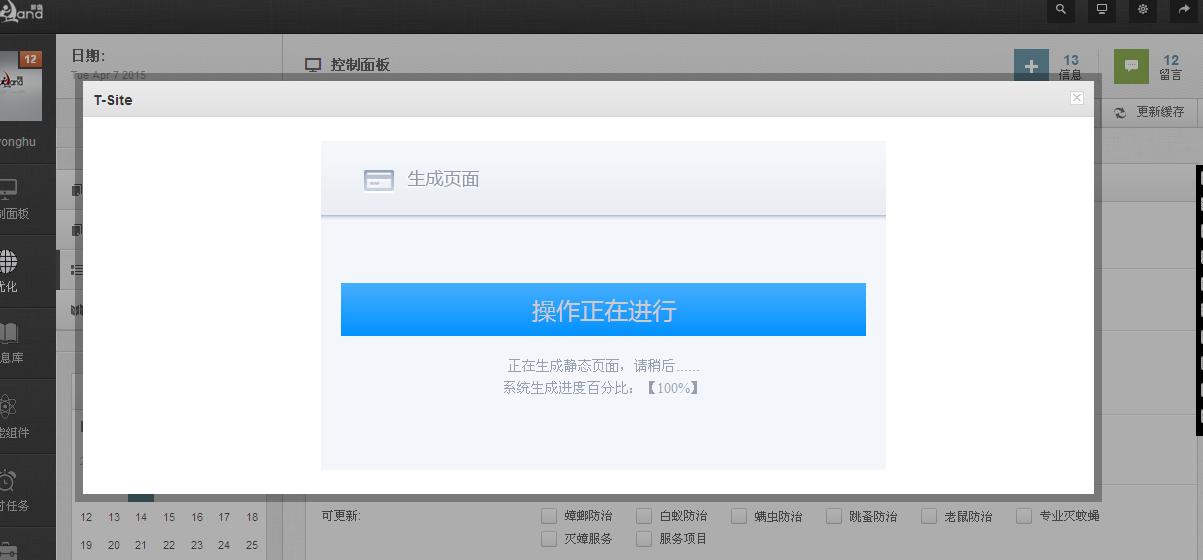 12
日期:
Tue Apr 7 2015
控制面板
13
信息
12
留言
T-Site
更新缓存
onghu
制面板
优化
息库
能组件
时任务
生成页面
操作正在进行
正在生成静态页面，请稍后......
系统生成进度百分比：【100%】
12 13 14 15 16 17 18
19 20 21 22 23 24 25
可更新:
蟑螂防治 白蚁防治 螨虫防治 跳蚤防治 老鼠防治 专业灭蚊蝇
灭蟑服务 服务项目